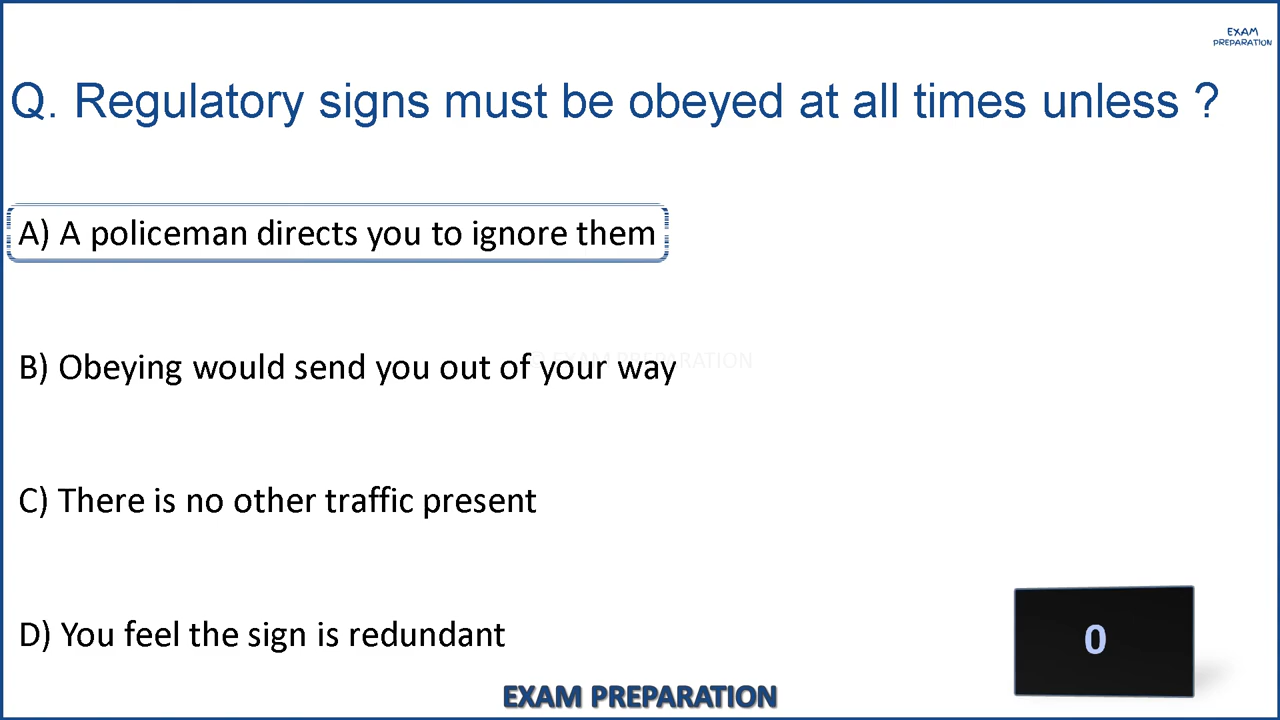 EXAM
PREPARATION
Q. Regulatory signs must be obeyed at all times unless ?
A) A policeman directs you to ignore them
B) Obeying would send you out of your way
© EXAM PREPARATION
C) There is no other traffic present
D) You feel the sign is redundant
0
EXAM PREPARATION